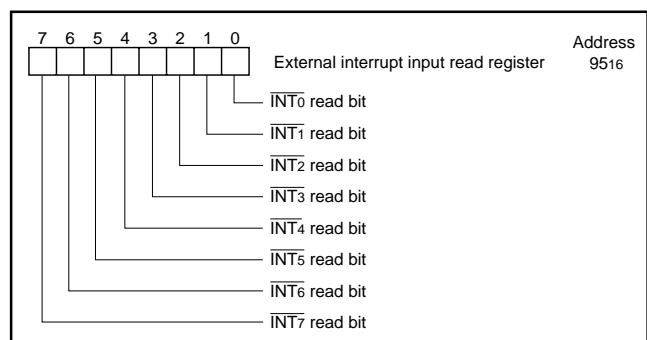 7 6 5 4 3 2 1 0
Address
External interrupt input read register 9516
INT0 read bit
INT1 read bit
INT2 read bit
INT3 read bit
INT4 read bit
INT5 read bit
INT6 read bit
INT7 read bit